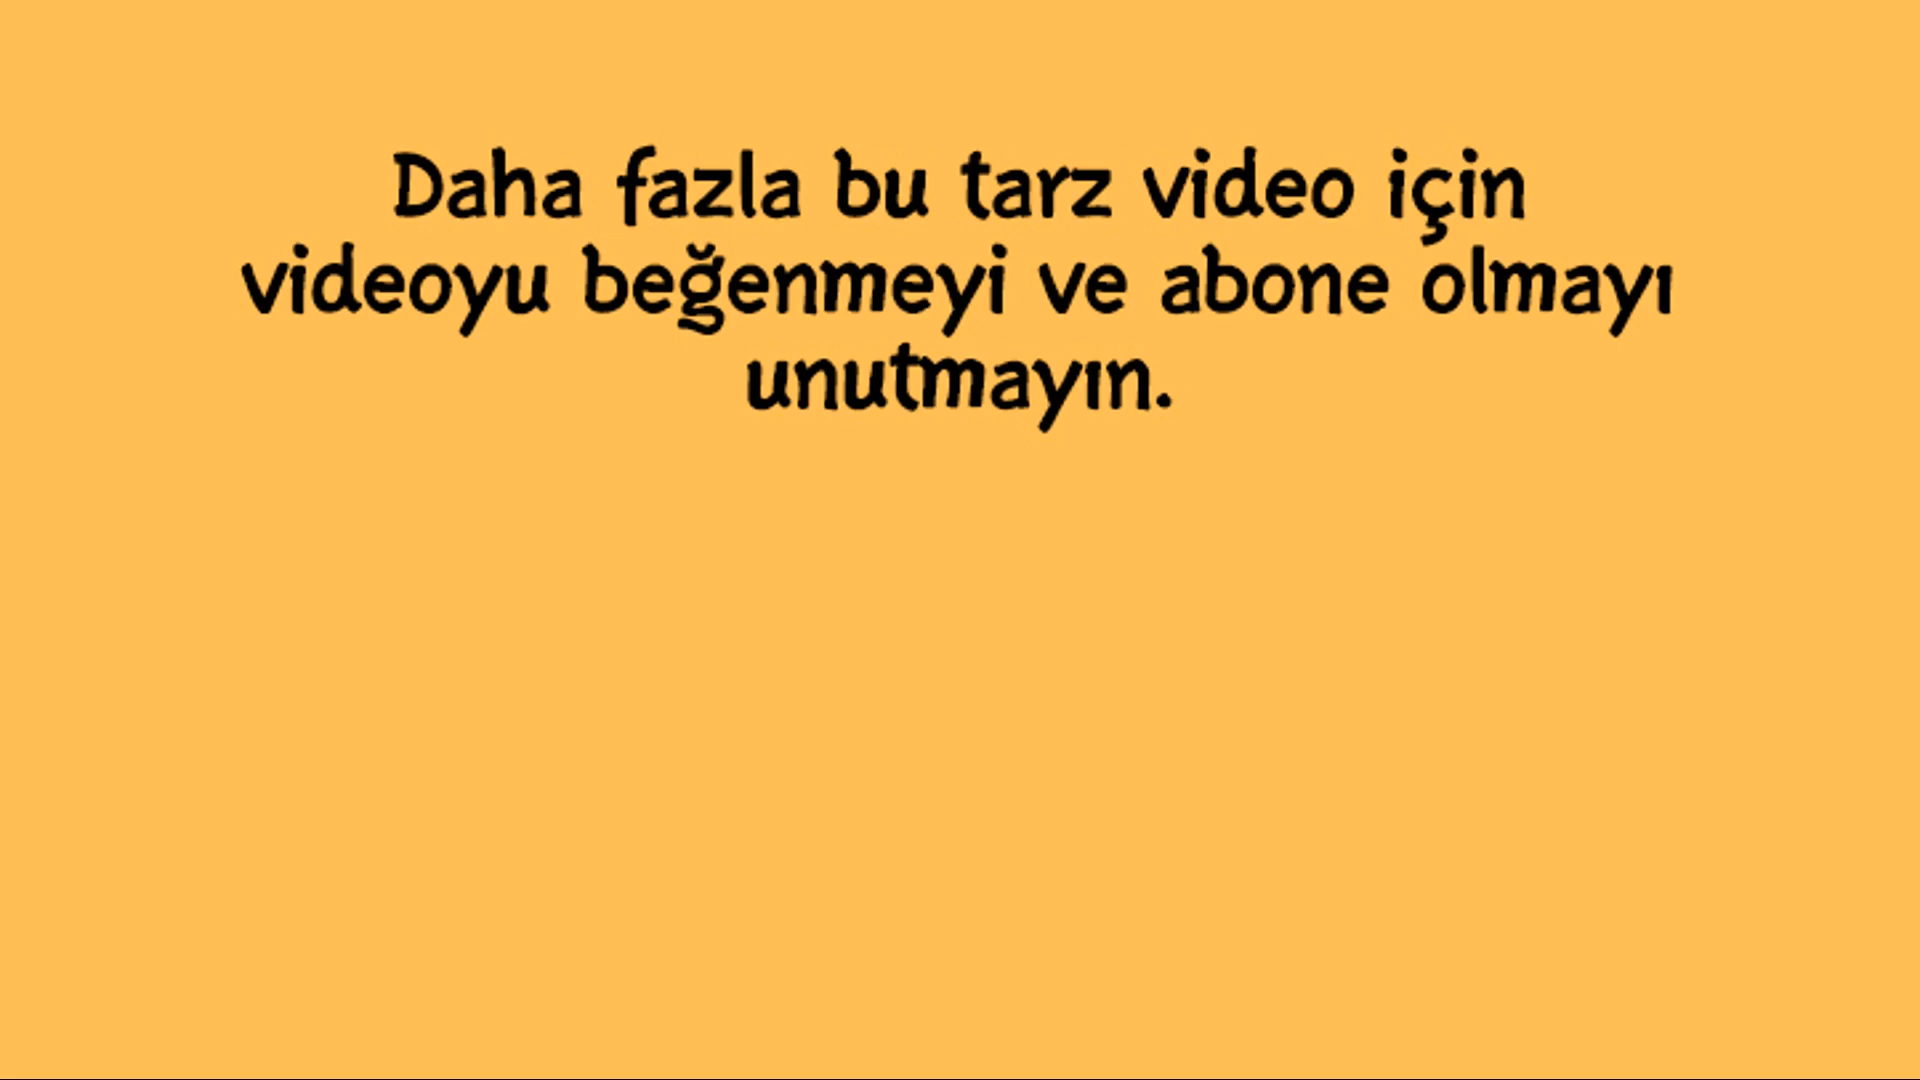 Daha fazla bu tarz video için
videoyu beğenmeyi ve abone olmayı
unutmayın.